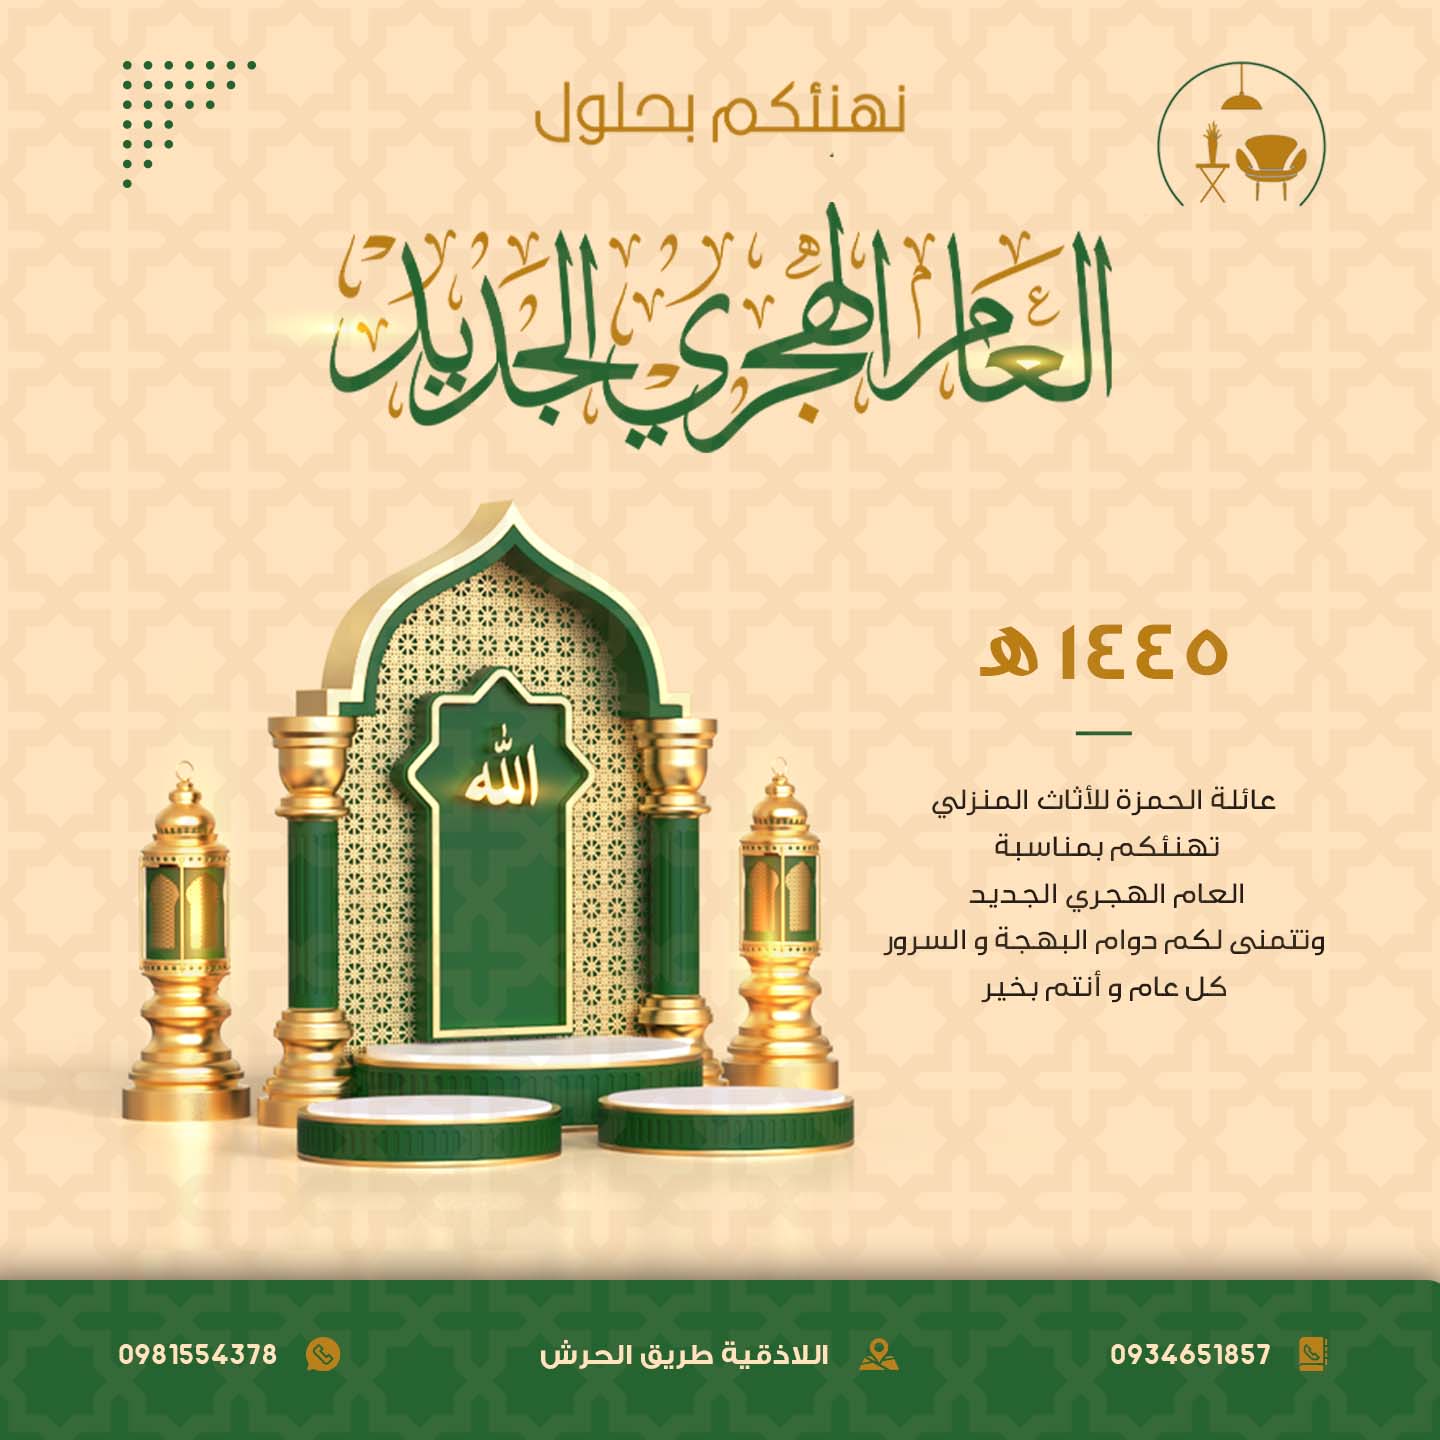 نهنئكم بحلول
العام الهجري الجديد
١٤٤٥ هـ
الله
عائلة الحمزة للأثاث المنزلي
تهنئكم بمناسبة
العام الهجري الجديد
وتتمنى لكم دوام البهجة و السرور
كل عام و أنتم بخير
0934651857
اللاذقية طريق الحرش
0981554378